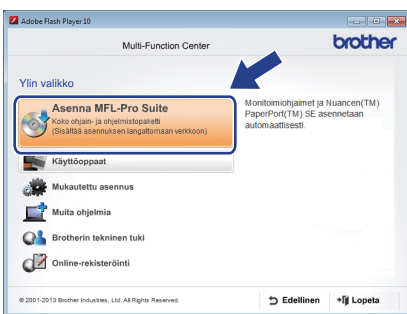 Adobe Flash Player 10
Multi-Function Center
brother
Ylin valikko
Asenna MFL-Pro Suite
Koko ohjain- ja ohjelmistopaketti
(Sisältää asennuksen langattomaan verkkoon)
Monitoimiohjaimet ja Nuancen(TM)
PaperPort(TM) SE asennetaan
automaattisesti.
Käyttöoppaat
Mukautettu asennus
Muita ohjelmia
Brotherin tekninen tuki
Online-rekisteröinti
© 2001-2013 Brother Industries, Ltd. All Rights Reserved.
Edellinen
Lopeta